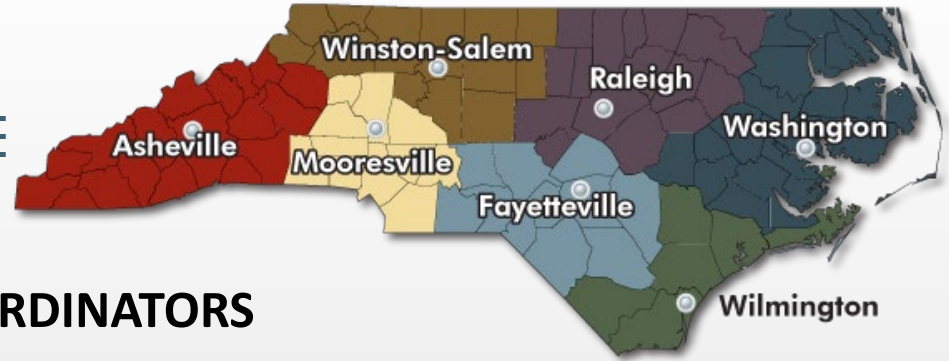 Winston-Salem
Raleigh
E
Washington
Asheville
Mooresville
Fayetteville
RDINATORS
Wilmington